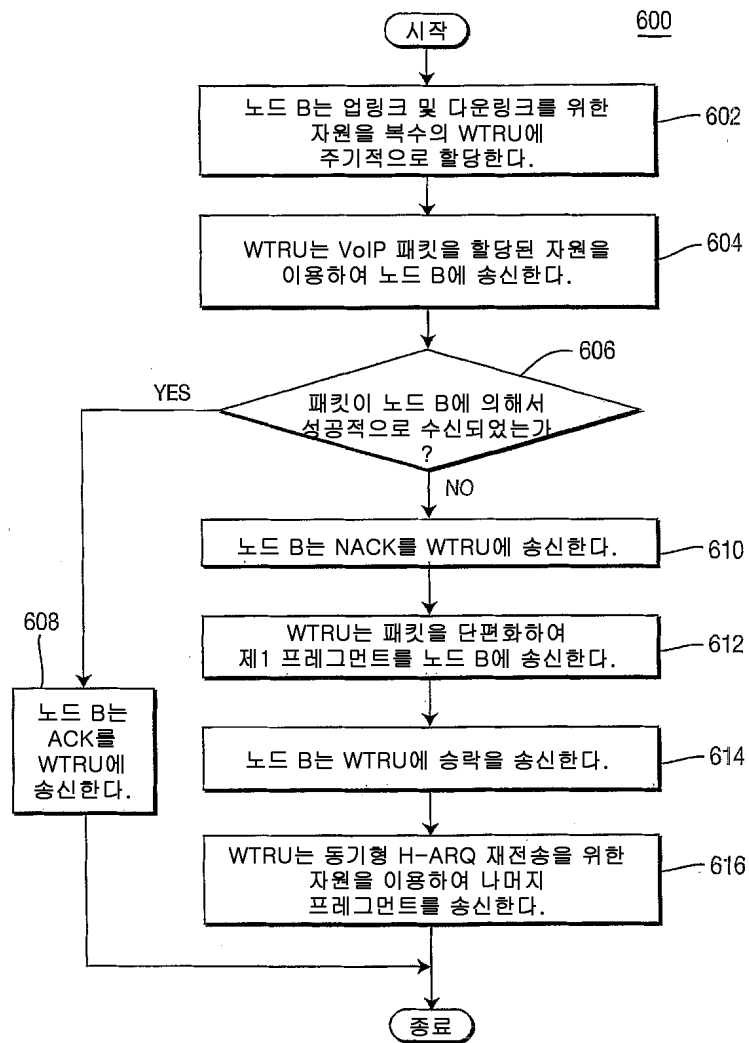 시작
600
노드 B는 업링크 및 다운링크를 위한
자원을 복수의 WTRU에
주기적으로 할당한다.
602
WTRU는 VoIP 패킷을 할당된 자원을
이용하여 노드 B에 송신한다.
604
606
YES
패킷이 노드 B에 의해서
성공적으로 수신되었는가
?
NO
노드 B는 NACK를 WTRU에 송신한다.
610
608
WTRU는 패킷을 단편화하여
제1 프레그먼트를 노드 B에 송신한다.
612
노드 B는
ACK를
WTRU에
송신한다.
노드 B는 WTRU에 승락을 송신한다.
614
WTRU는 동기형 H-ARQ 재전송을 위한
자원을 이용하여 나머지
프레그먼트를 송신한다.
616
종료